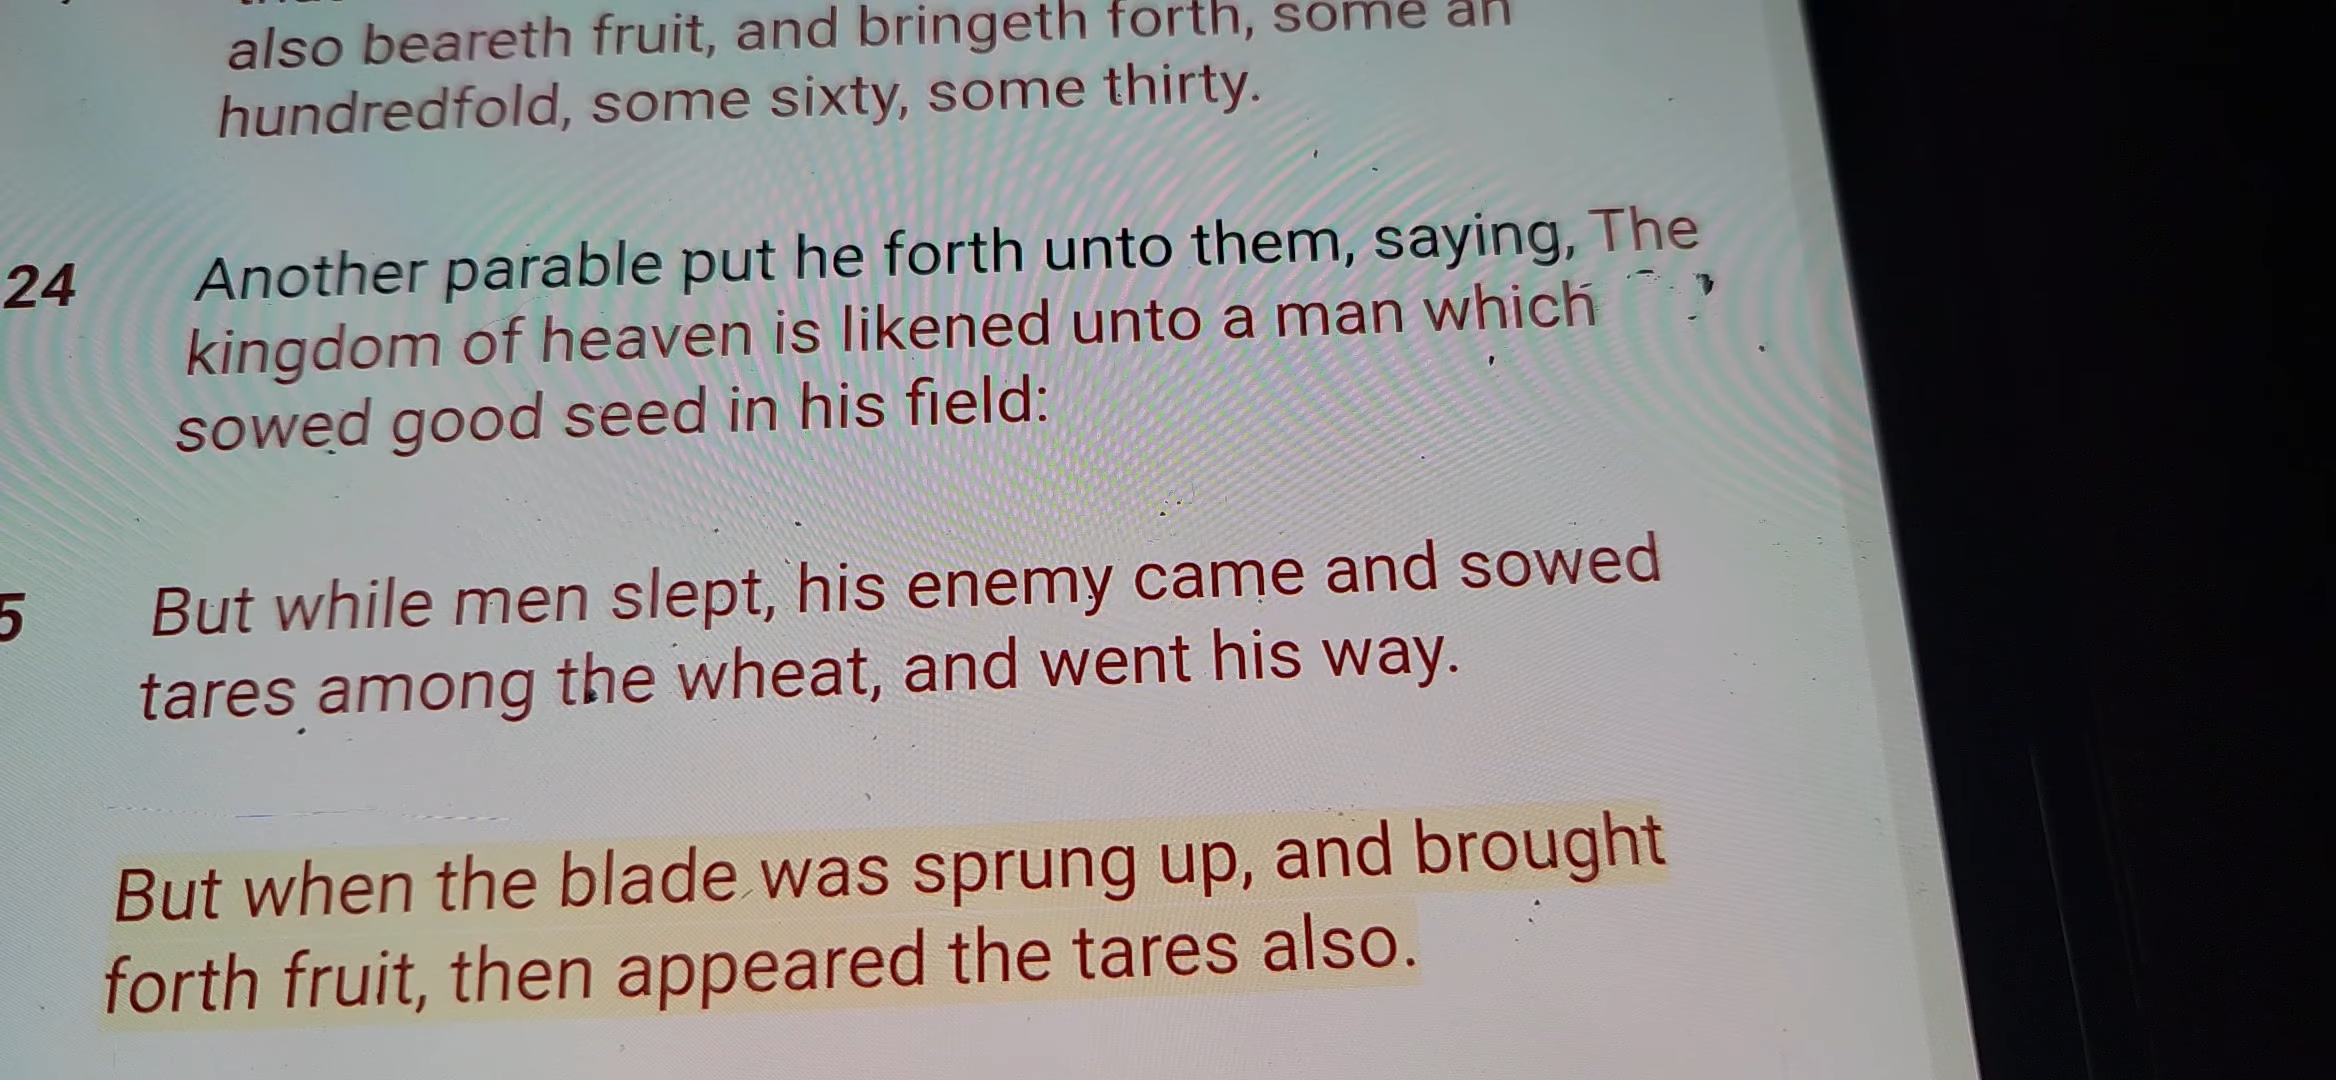 also beareth fruit, and bringeth forth, some an
hundredfold, some sixty, some thirty.
24 Another parable put he forth unto them, saying, The
kingdom of heaven is likened unto a man which
sowed good seed in his field:
5 But while men slept, his enemy came and sowed
tares among the wheat, and went his way.
But when the blade was sprung up, and brought
forth fruit, then appeared the tares also.